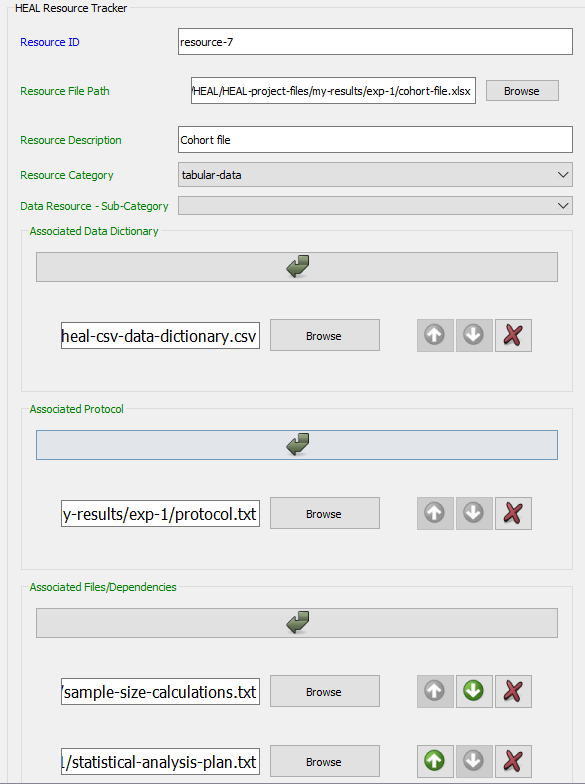 HEAL Resource Tracker
Resource ID resource-7
Resource File Path /HEAL/HEAL-project-files/my-results/exp-1/cohort-file.xlsx Browse
Resource Description Cohort file
Resource Category tabular-data
Data Resource - Sub-Category
Associated Data Dictionary
heal-csv-data-dictionary.csv Browse
Associated Protocol
y-results/exp-1/protocol.txt Browse
Associated Files/Dependencies
/sample-size-calculations.txt Browse
1/statistical-analysis-plan.txt Browse